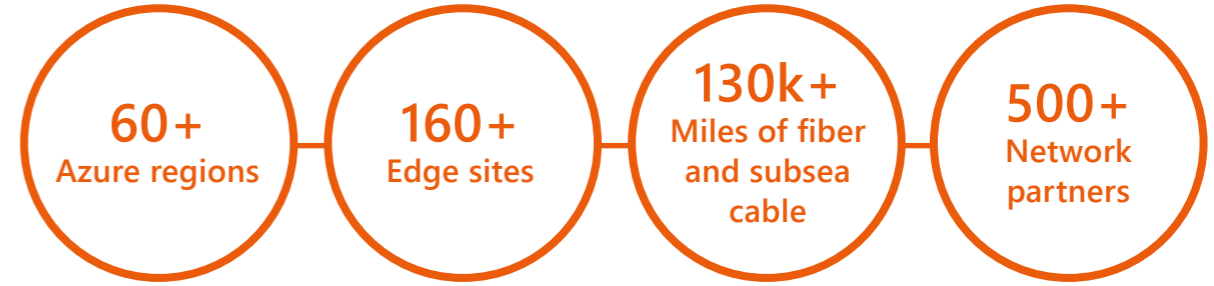 60+
Azure regions
160+
Edge sites
130k+
Miles of fiber
and subsea
cable
500+
Network
partners